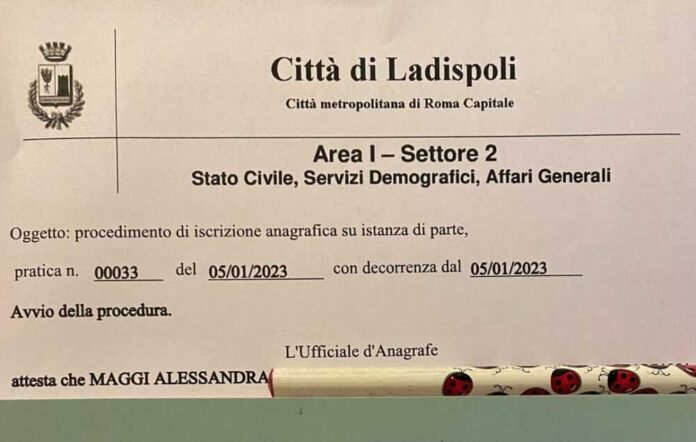 Città di Ladispoli
Città metropolitana di Roma Capitale
Area I – Settore 2
Stato Civile, Servizi Demografici, Affari Generali
Oggetto: procedimento di iscrizione anagrafica su istanza di parte,
pratica n. 00033 del 05/01/2023 con decorrenza dal 05/01/2023
Avvio della procedura.
L'Ufficiale d'Anagrafe
attesta che MAGGI ALESSANDRA